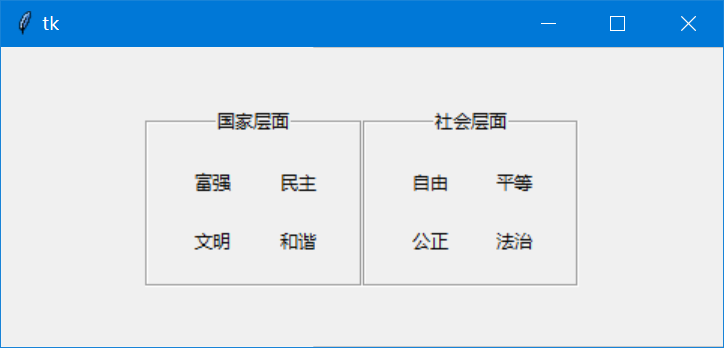 tk
国家层面 社会层面
富强 民主 自由 平等
文明 和谐 公正 法治